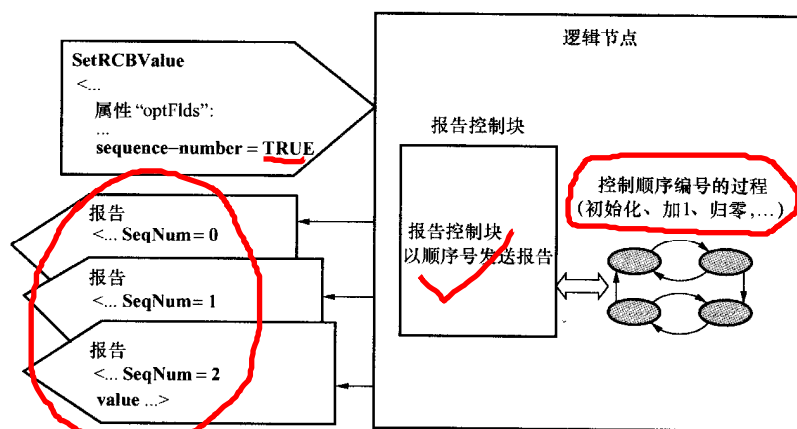 SetRCBValue
<...
属性“optFlds”:
...
sequence-number = TRUE
报告
<... SeqNum = 0
报告
<... SeqNum = 1
报告
<... SeqNum = 2
value ...>
逻辑节点
报告控制块
报告控制块
以顺序号发送报告
控制顺序编号的过程
(初始化、加1、归零,...)